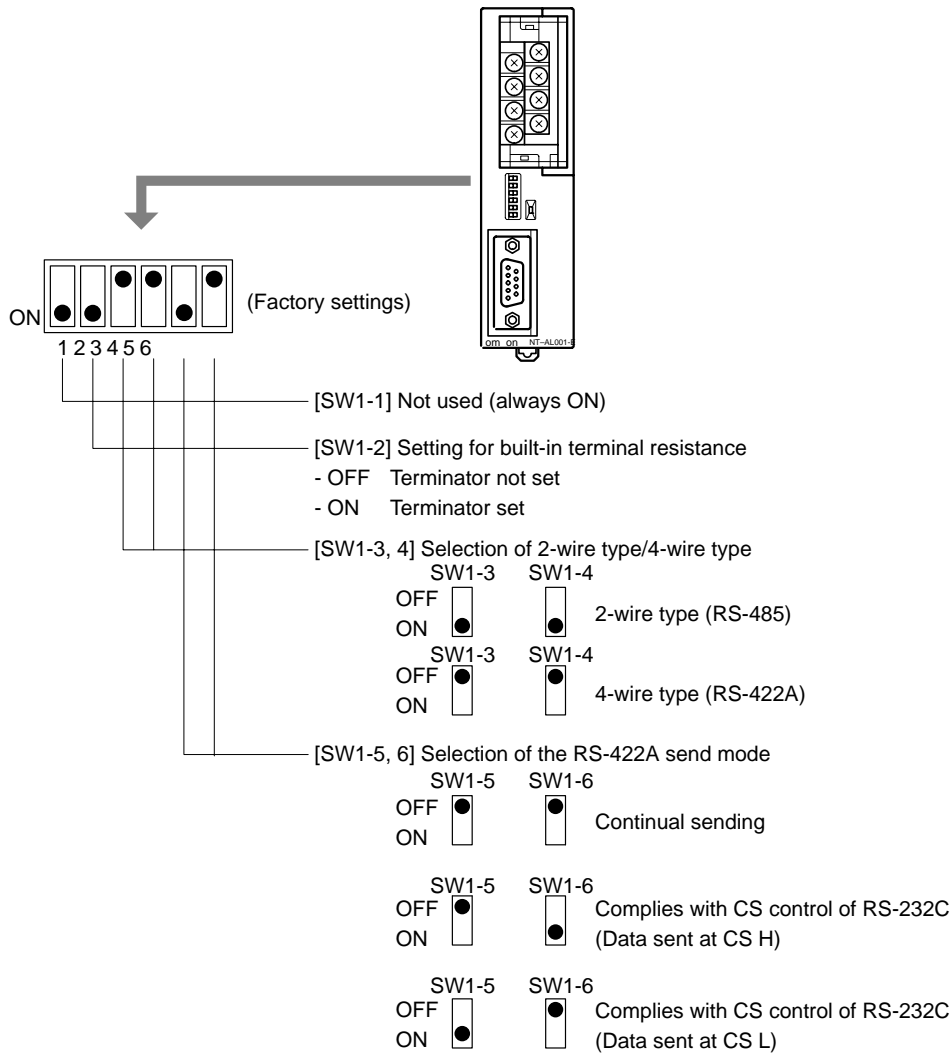 om on NT-AL001-E
ON
(Factory settings)
1 2 3 4 5 6
[SW1-1] Not used (always ON)
[SW1-2] Setting for built-in terminal resistance
- OFF Terminator not set
- ON Terminator set
[SW1-3, 4] Selection of 2-wire type/4-wire type
SW1-3 SW1-4
OFF
ON
2-wire type (RS-485)
SW1-3 SW1-4
OFF
ON
4-wire type (RS-422A)
[SW1-5, 6] Selection of the RS-422A send mode
SW1-5 SW1-6
OFF
ON
Continual sending
SW1-5 SW1-6
OFF
ON
Complies with CS control of RS-232C
(Data sent at CS H)
SW1-5 SW1-6
OFF
ON
Complies with CS control of RS-232C
(Data sent at CS L)